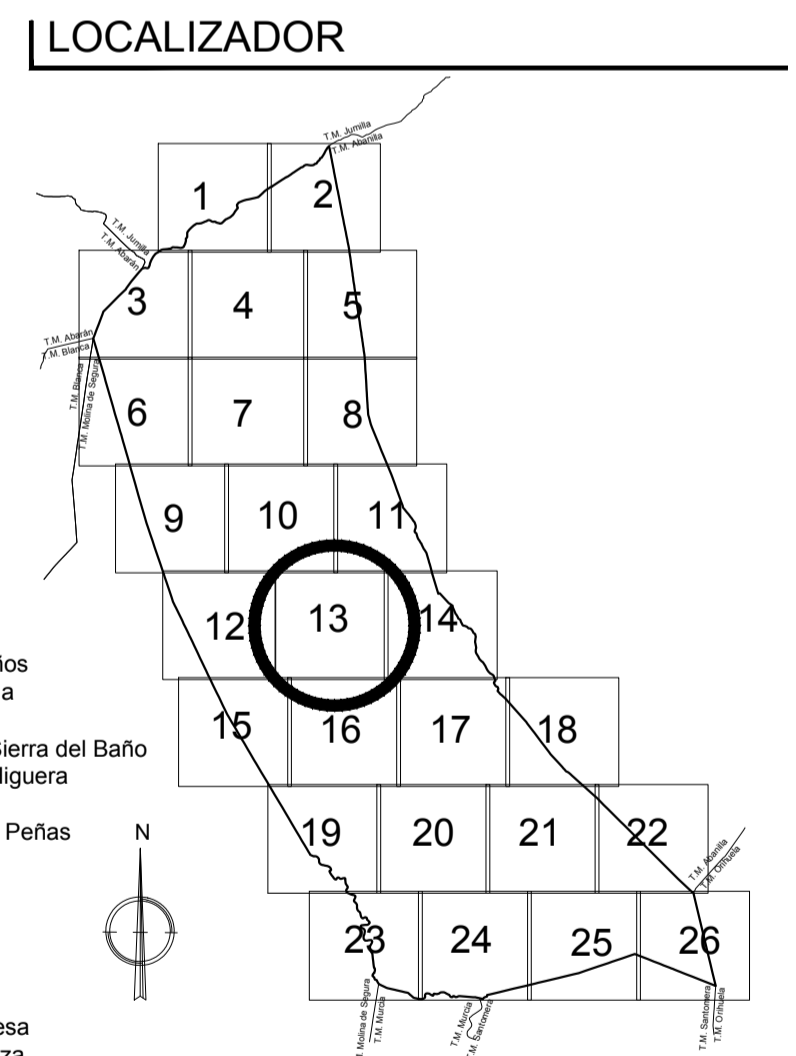 LOCALIZADOR
T.M. Jumilla
T.M. Abanilla
1
2
T.M. Jumilla
T.M. Abarán
3
4
5
T.M. Abarán
T.M. Blanca
T.M. Blanca
T.M. Molina de Segura
6
7
8
9
10
11
12
13
14
ños
a
15
16
17
18
Sierra del Baño
Higuera
Peñas
N
19
20
21
22
T.M. Abanilla
T.M. Orihuela
23
24
25
26
Molina de Segura
T.M. Murcia
T.M. Murcia
T.M. Santomera
T.M. Santomera
T.M. Orihuela
esa
za